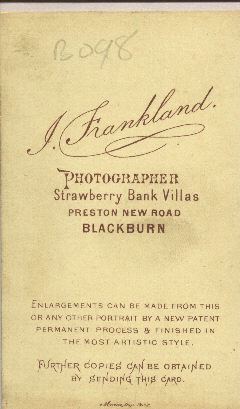 B098
J. Frankland.
PHOTOGRAPHER
Strawberry Bank Villas
PRESTON NEW ROAD
BLACKBURN
ENLARGEMENTS CAN BE MADE FROM THIS
OR ANY OTHER PORTRAIT BY A NEW PATENT
PERMANENT PROCESS & FINISHED IN
THE MOST ARTISTIC STYLE.
FURTHER COPIES CAN BE OBTAINED
BY SENDING THIS CARD.